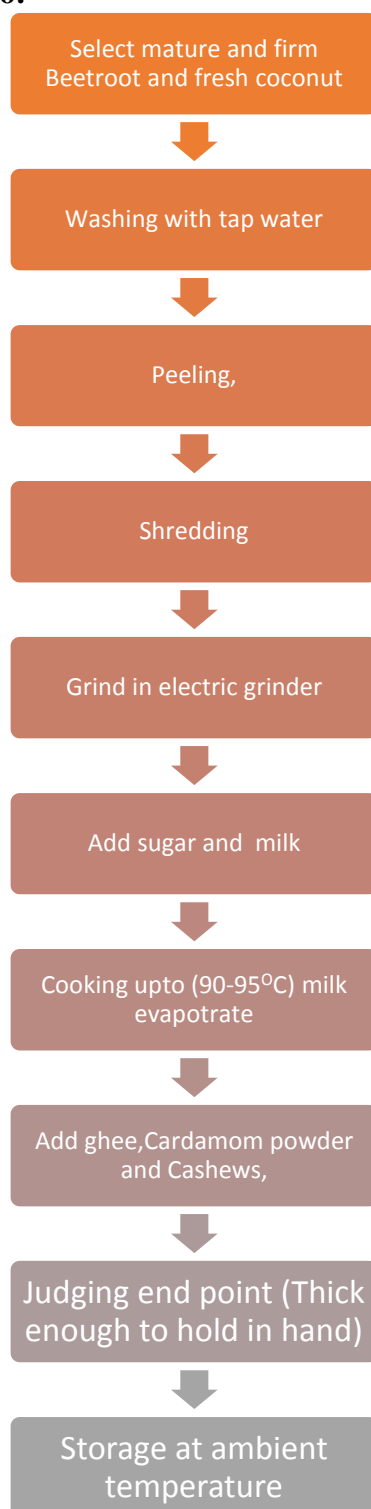 Select mature and firm
Beetroot and fresh coconut
Washing with tap water
Peeling,
Shredding
Grind in electric grinder
Add sugar and milk
Cooking upto (90-95⁰C) milk
evapotrate
Add ghee,Cardamom powder
and Cashews,
Judging end point (Thick
enough to hold in hand)
Storage at ambient
temperature